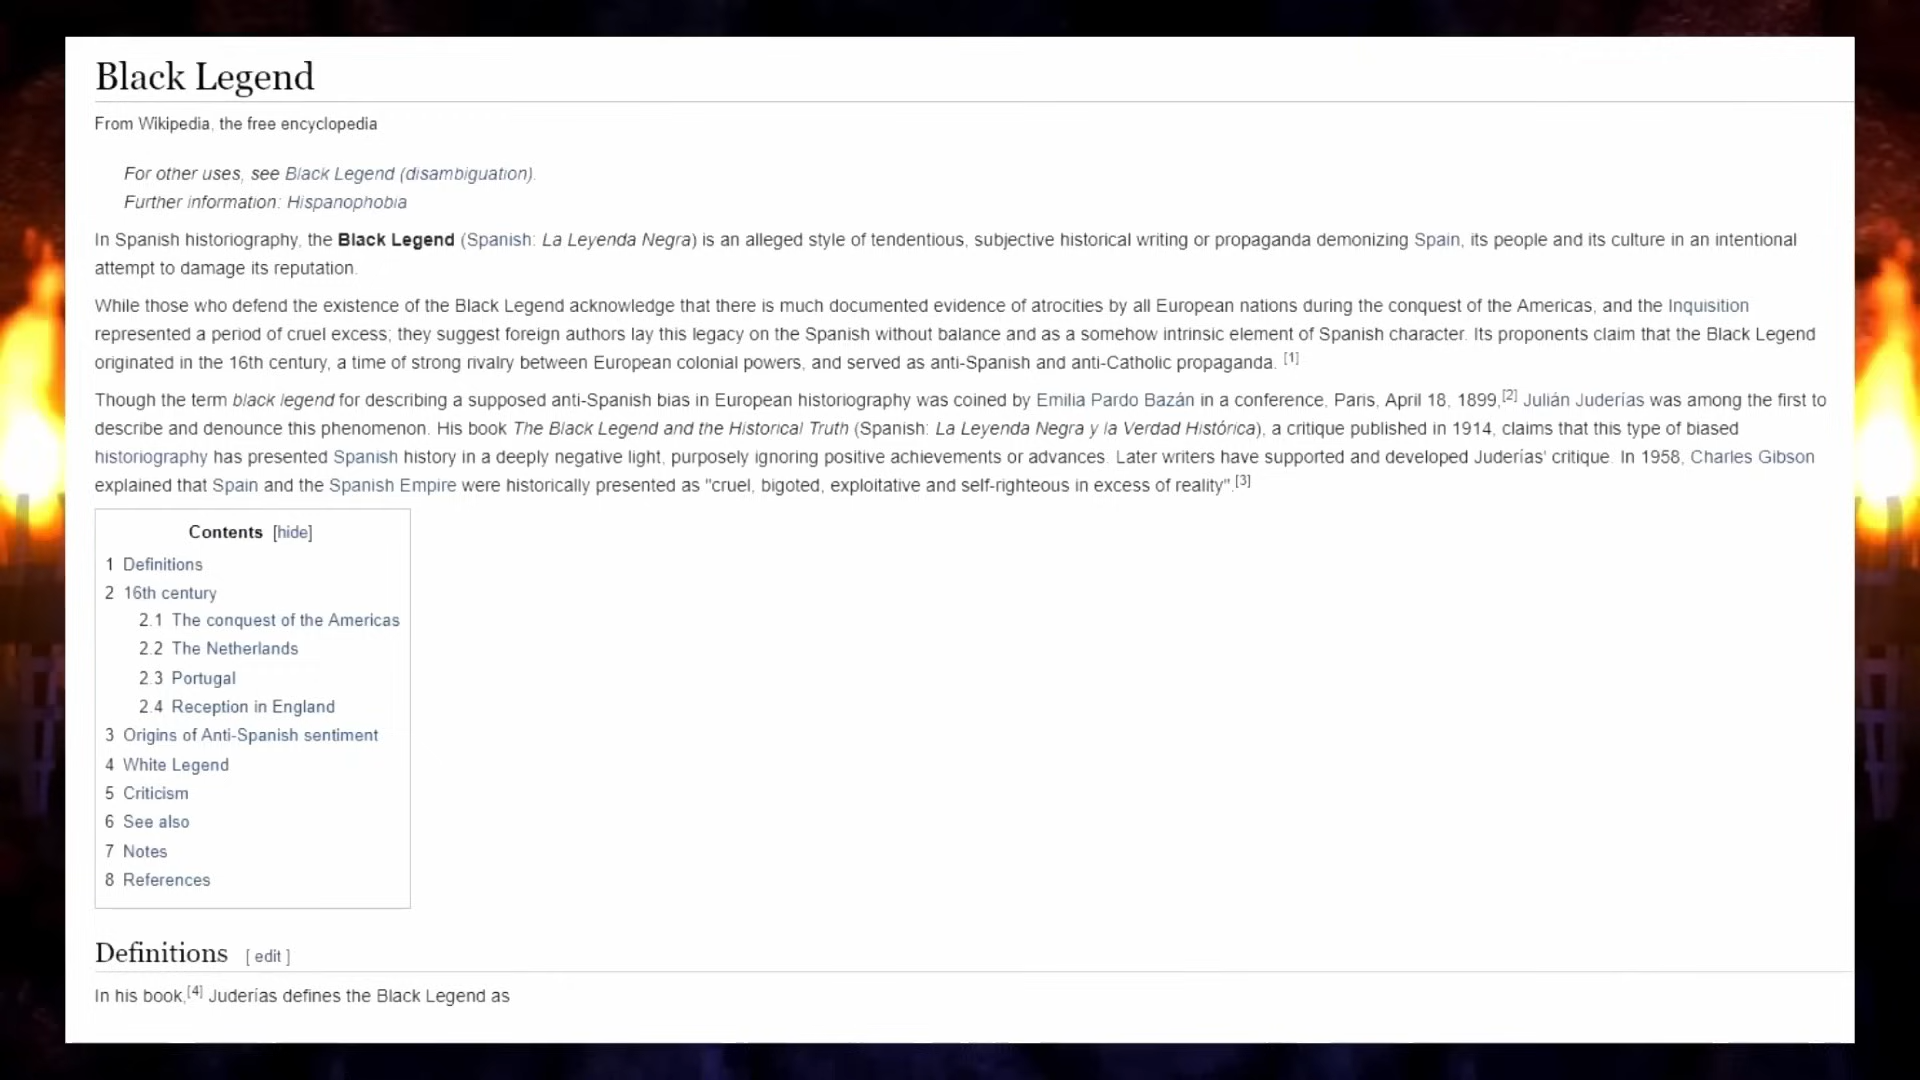 Black Legend
From Wikipedia, the free encyclopedia
For other uses, see Black Legend (disambiguation).
Further information: Hispanophobia
In Spanish historiography, the Black Legend (Spanish: La Leyenda Negra) is an alleged style of tendentious, subjective historical writing or propaganda demonizing Spain, its people and its culture in an intentional
attempt to damage its reputation.
While those who defend the existence of the Black Legend acknowledge that there is much documented evidence of atrocities by all European nations during the conquest of the Americas, and the Inquisition
represented a period of cruel excess; they suggest foreign authors lay this legacy on the Spanish without balance and as a somehow intrinsic element of Spanish character. Its proponents claim that the Black Legend
originated in the 16th century, a time of strong rivalry between European colonial powers, and served as anti-Spanish and anti-Catholic propaganda. [1]
Though the term black legend for describing a supposed anti-Spanish bias in European historiography was coined by Emilia Pardo Bazán in a conference, Paris, April 18, 1899,[2] Julián Juderías was among the first to
describe and denounce this phenomenon. His book The Black Legend and the Historical Truth (Spanish: La Leyenda Negra y la Verdad Histórica), a critique published in 1914, claims that this type of biased
historiography has presented Spanish history in a deeply negative light, purposely ignoring positive achievements or advances. Later writers have supported and developed Juderías' critique. In 1958, Charles Gibson
explained that Spain and the Spanish Empire were historically presented as "cruel, bigoted, exploitative and self-righteous in excess of reality".[3]
Contents [hide]
1 Definitions
2 16th century
2.1 The conquest of the Americas
2.2 The Netherlands
2.3 Portugal
2.4 Reception in England
3 Origins of Anti-Spanish sentiment
4 White Legend
5 Criticism
6 See also
7 Notes
8 References
Definitions [ edit ]
In his book,[4] Juderías defines the Black Legend as